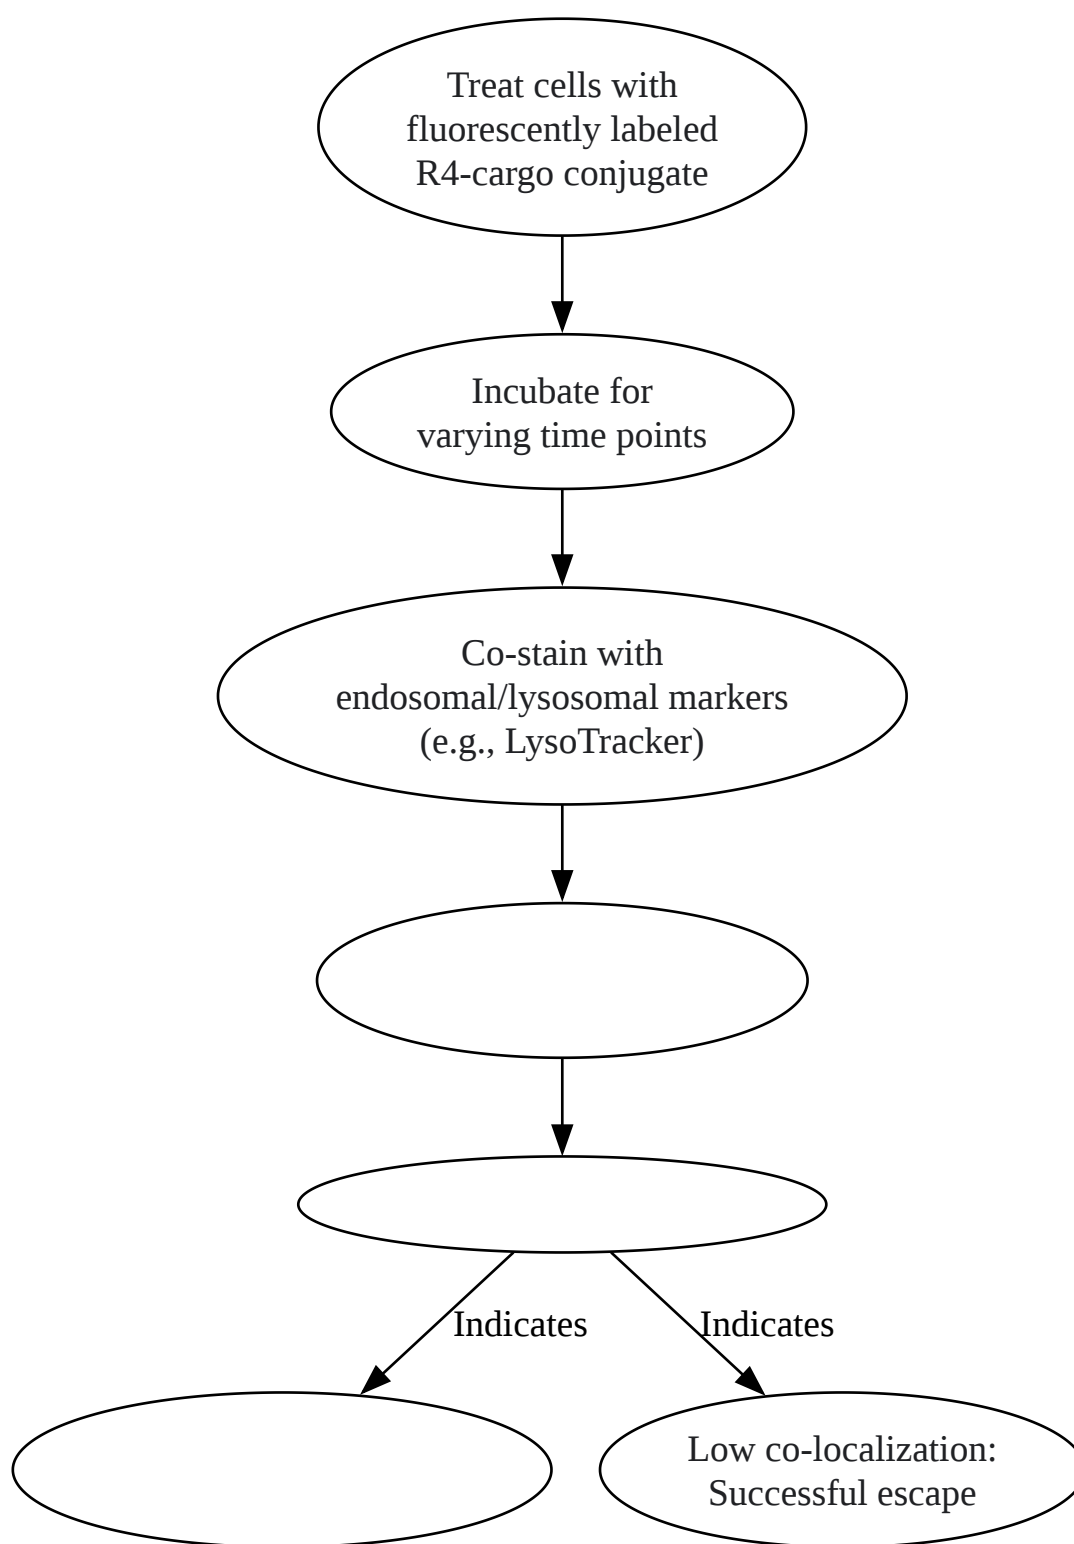 Treat cells with
fluorescently labeled
R4-cargo conjugate
Incubate for
varying time points
Co-stain with
endosomal/lysosomal markers
(e.g., LysoTracker)
Indicates
Indicates
Low co-localization:
Successful escape